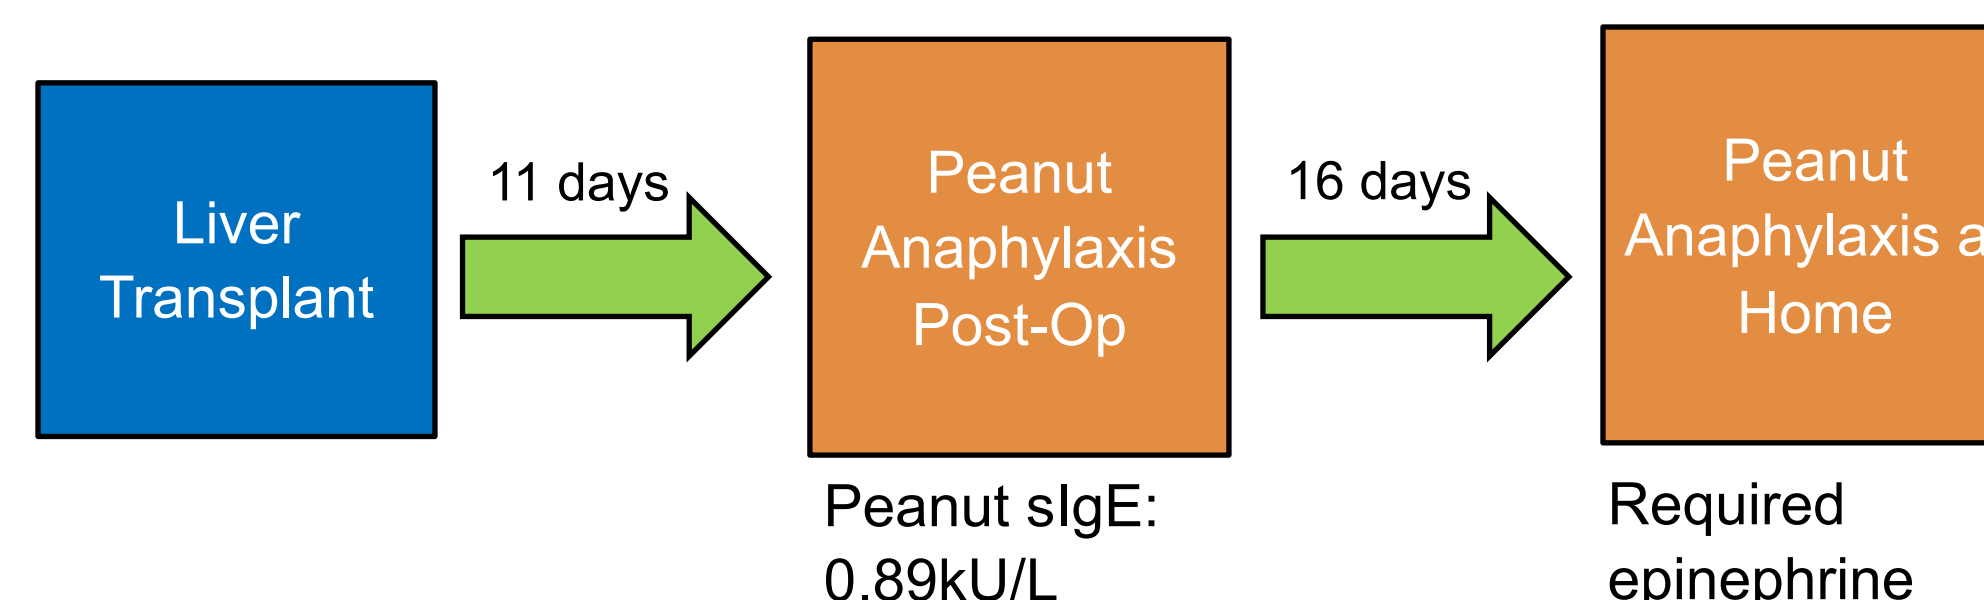 Liver
Transplant
11 days
Peanut
Anaphylaxis
Post-Op
16 days
Peanut
Anaphylaxis a
Home
Peanut sIgE:
0.89kU/L
Required
epinephrine